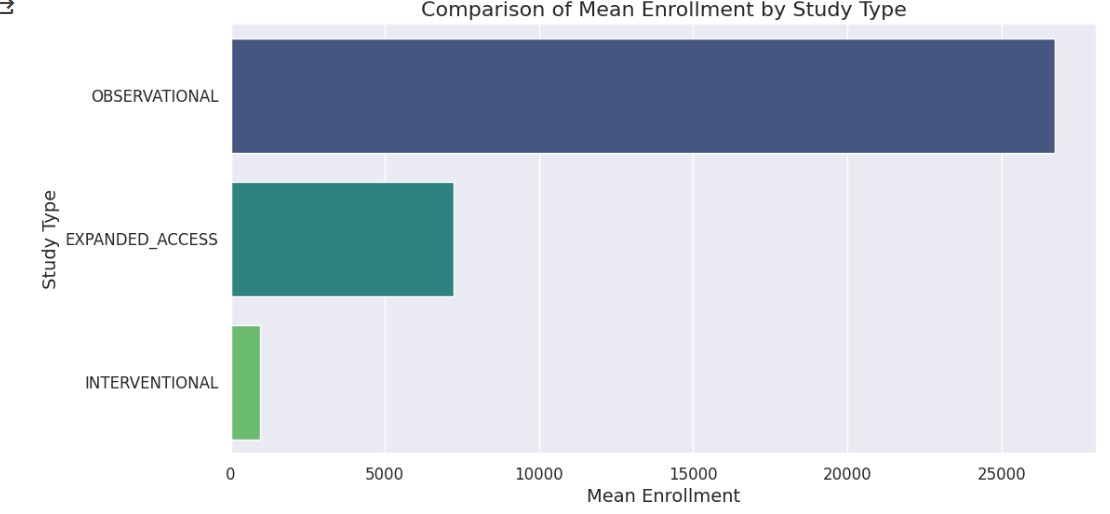 Comparison of Mean Enrollment by Study Type
OBSERVATIONAL
EXPANDED_ACCESS
INTERVENTIONAL
Study Type
0 5000 10000 15000 20000 25000
Mean Enrollment